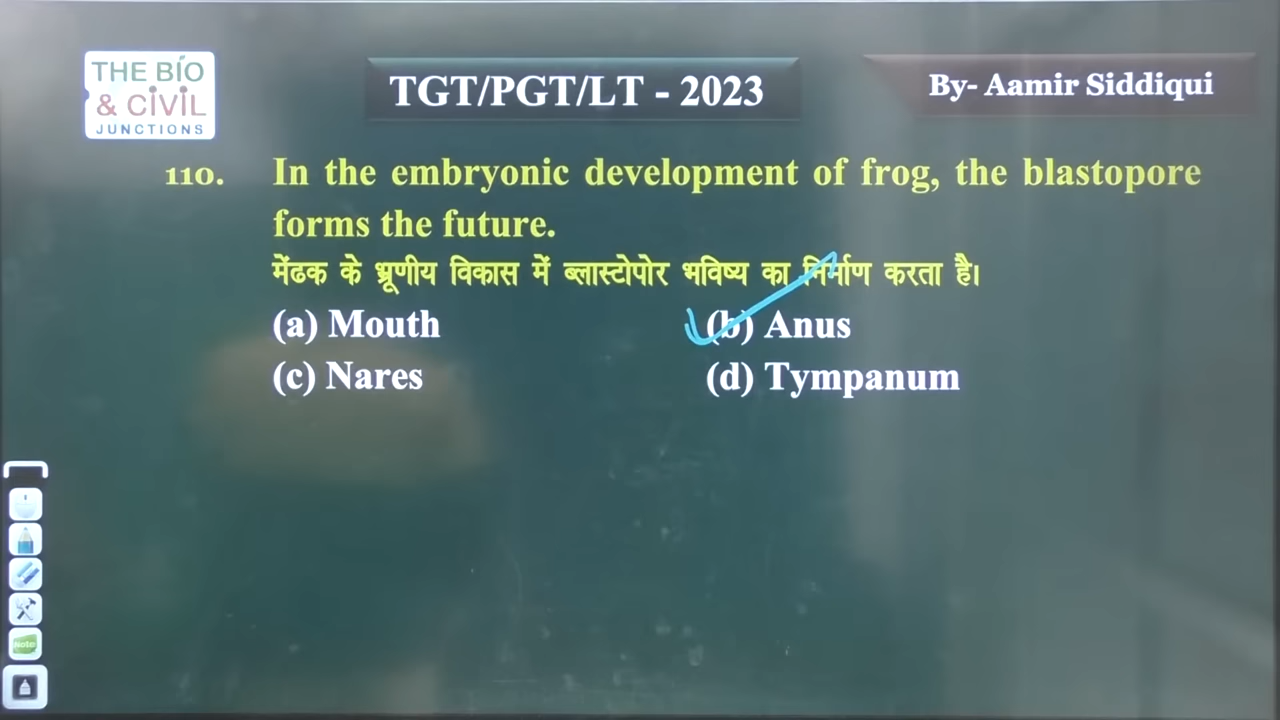 THE BIO
& CIVIL
JUNCTIONS
TGT/PGT/LT - 2023
By- Aamir Siddiqui
110. In the embryonic development of frog, the blastopore
forms the future.
मेंढक के भ्रूणीय विकास में ब्लास्टोपोर भविष्य का निर्माण करता है।
(a) Mouth (b) Anus
(c) Nares (d) Tympanum
Note